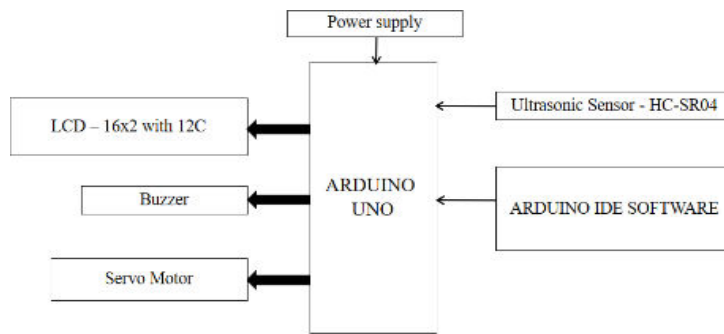 Power supply
LCD – 16x2 with 12C
Buzzer
Servo Motor
ARDUINO
UNO
Ultrasonic Sensor - HC-SR04
ARDUINO IDE SOFTWARE